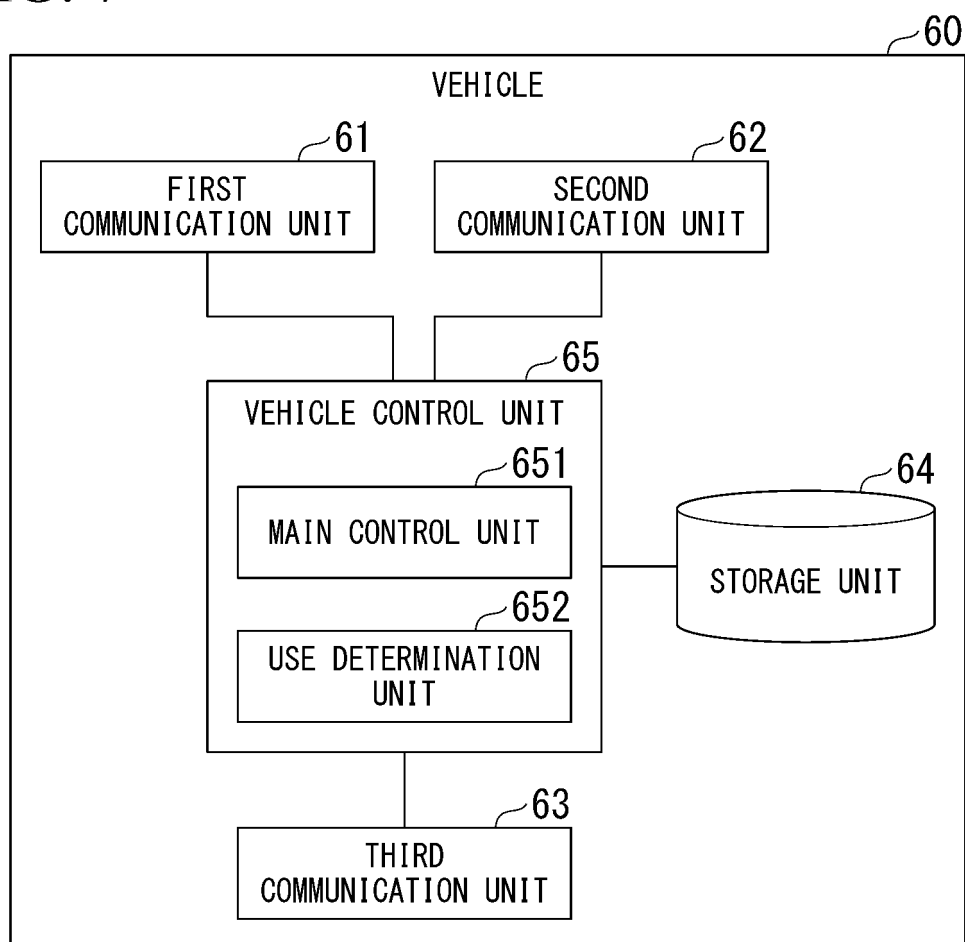 60
VEHICLE
61
FIRST
COMMUNICATION UNIT
62
SECOND
COMMUNICATION UNIT
65
VEHICLE CONTROL UNIT
651
MAIN CONTROL UNIT
652
USE DETERMINATION
UNIT
64
STORAGE UNIT
63
THIRD
COMMUNICATION UNIT